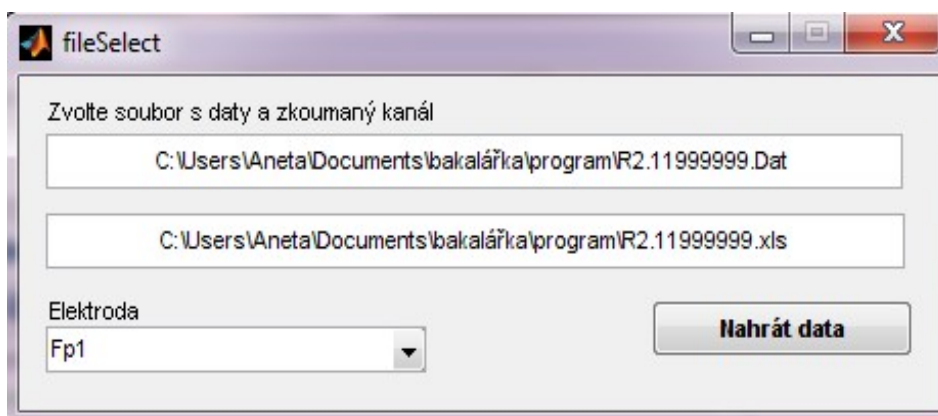 fileSelect
Zvolte soubor s daty a zkoumaný kanál
C:\Users\Aneta\Documents\bakalářka\program\R2.11999999.Dat
C:\Users\Aneta\Documents\bakalářka\program\R2.11999999.xls
Elektroda
Fp1
Nahrát data